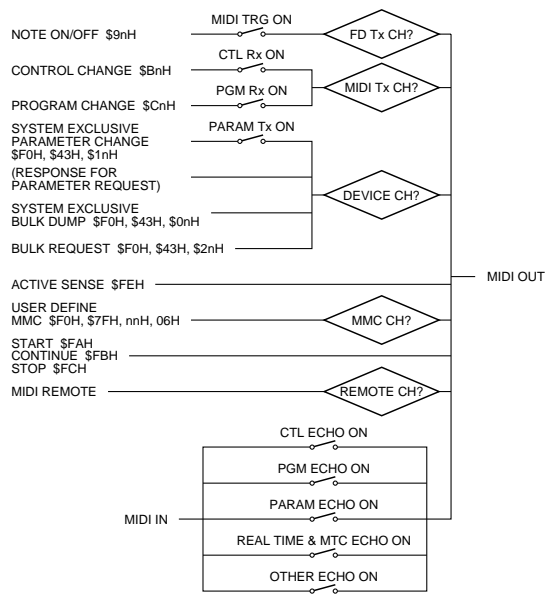 MIDI TRG ON
NOTE ON/OFF $9nH
FD Tx CH?
CTL Rx ON
CONTROL CHANGE $BnH
MIDI Tx CH?
PGM Rx ON
PROGRAM CHANGE $CnH
SYSTEM EXCLUSIVE
PARAMETER CHANGE
$F0H, $43H, $1nH
PARAM Tx ON
(RESPONSE FOR
PARAMETER REQUEST)
DEVICE CH?
SYSTEM EXCLUSIVE
BULK DUMP $F0H, $43H, $0nH
BULK REQUEST $F0H, $43H, $2nH
MIDI OUT
ACTIVE SENSE $FEH
USER DEFINE
MMC $F0H, $7FH, nnH, 06H
MMC CH?
START $FAH
CONTINUE $FBH
STOP $FCH
MIDI REMOTE
REMOTE CH?
CTL ECHO ON
PGM ECHO ON
PARAM ECHO ON
MIDI IN
REAL TIME & MTC ECHO ON
OTHER ECHO ON